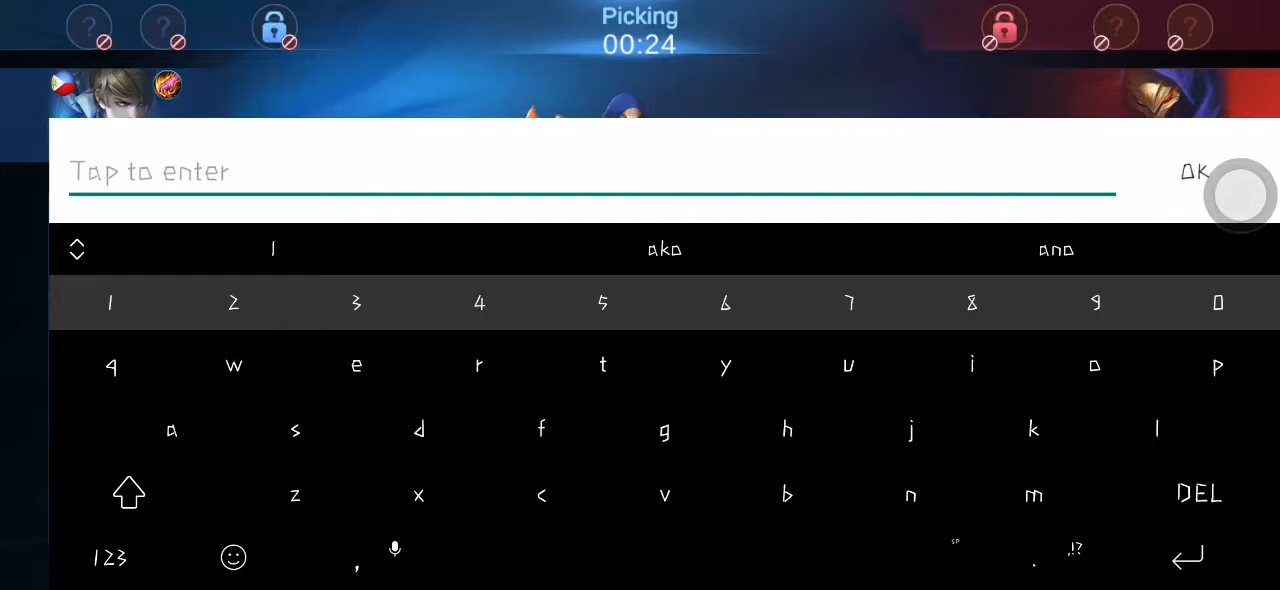 Picking
00:24
Tap to enter OK
I ako ano
1 2 3 4 5 6 7 8 9 0
q w e r t y u i o p
a s d f g h j k l
z x c v b n m DEL
123 , SP . ,!?